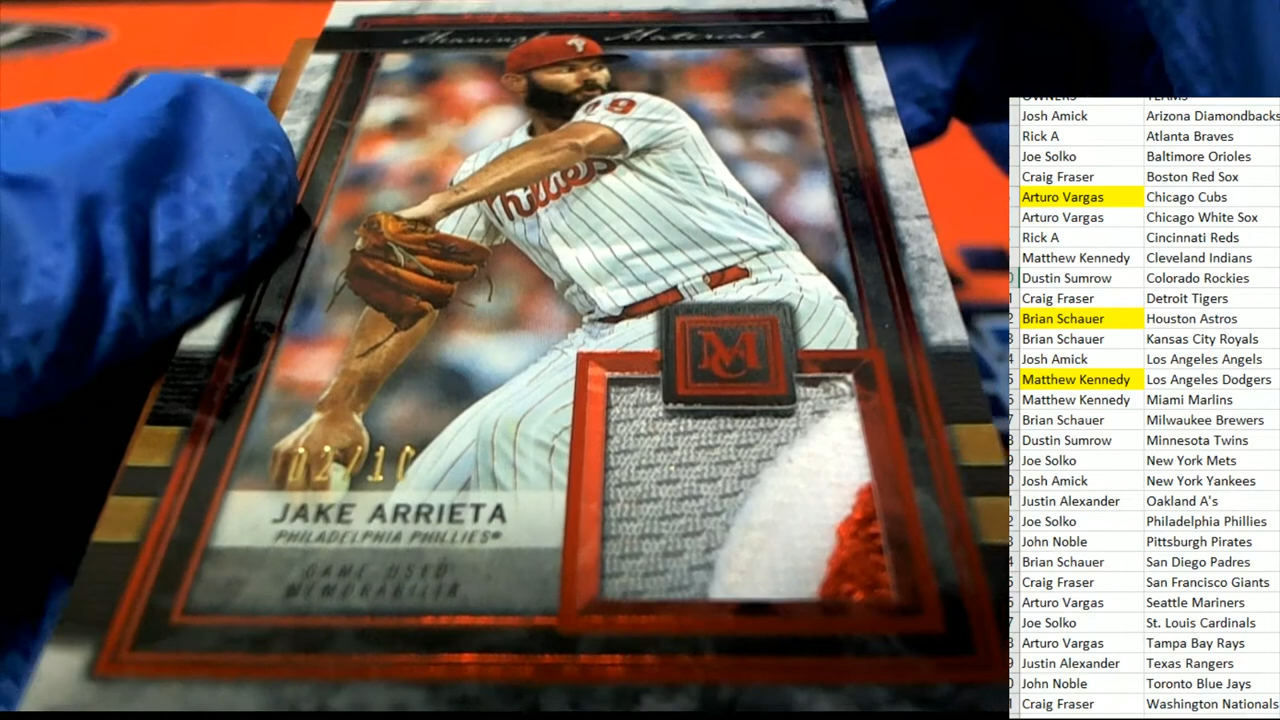 Meaningful Material
29
Phillies
MC
02/10
JAKE ARRIETA
PHILADELPHIA PHILLIES
GAME-USED
MEMORABILIA
OWNERS TEAMS
Josh Amick Arizona Diamondbacks
Rick A Atlanta Braves
Joe Solko Baltimore Orioles
Craig Fraser Boston Red Sox
Arturo Vargas Chicago Cubs
Arturo Vargas Chicago White Sox
Rick A Cincinnati Reds
Matthew Kennedy Cleveland Indians
Dustin Sumrow Colorado Rockies
Craig Fraser Detroit Tigers
Brian Schauer Houston Astros
Brian Schauer Kansas City Royals
Josh Amick Los Angeles Angels
Matthew Kennedy Los Angeles Dodgers
Matthew Kennedy Miami Marlins
Brian Schauer Milwaukee Brewers
Dustin Sumrow Minnesota Twins
Joe Solko New York Mets
Josh Amick New York Yankees
Justin Alexander Oakland A's
Joe Solko Philadelphia Phillies
John Noble Pittsburgh Pirates
Brian Schauer San Diego Padres
Craig Fraser San Francisco Giants
Arturo Vargas Seattle Mariners
Joe Solko St. Louis Cardinals
Arturo Vargas Tampa Bay Rays
Justin Alexander Texas Rangers
John Noble Toronto Blue Jays
Craig Fraser Washington Nationals